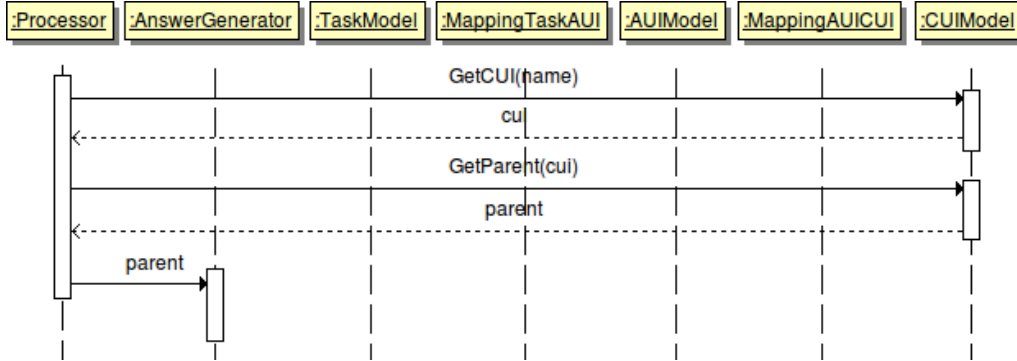 :Processor :AnswerGenerator :TaskModel :MappingTaskAUI :AUIModel :MappingAUICUI :CUIModel
GetCUI(name)
cui
GetParent(cui)
parent
parent